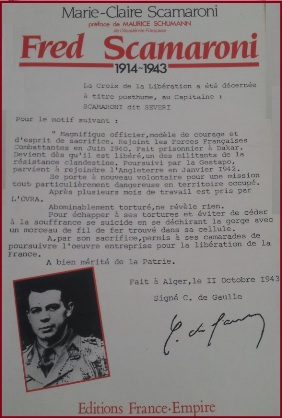 Marie-Claire Scamaroni
préface de MAURICE SCHUMANN
de l'Académie Française
Fred Scamaroni
1914-1943
La Croix de la Libération a été décernée
à titre posthume, au Capitaine :
SCAMARONI dit SEVERI
Pour le motif suivant :
" Magnifique officier, modèle de courage et
d'esprit de sacrifice. Rejoint les Forces Françaises
Combattantes en Juin 1940, Fait prisonnier à Dakar.
Devient dès qu'il est libéré, un des militants de la
résistance clandestine. Poursuivi par la Gestapo,
parvient à rejoindre l'Angleterre en Janvier 1942.
Se porte à nouveau volontaire pour une mission
tout particulièrement dangereuse en territoire occupé.
Après plusieurs mois de travail est pris par
l'OVRA.
Abominablement torturé, ne révèle rien.
Pour échapper à ses tortures et éviter de céder
à la souffrance se suicide en se déchirant la gorge avec
un morceau de fil de fer trouvé dans sa cellule.
A, par son sacrifice, permis à ses camarades de
poursuivre l'oeuvre entreprise pour la libération de la
France.
A bien mérité de la Patrie.
Fait à Alger, le II Octobre 1943
Signé C. de Gaulle
C. de Gaulle
Editions France-Empire